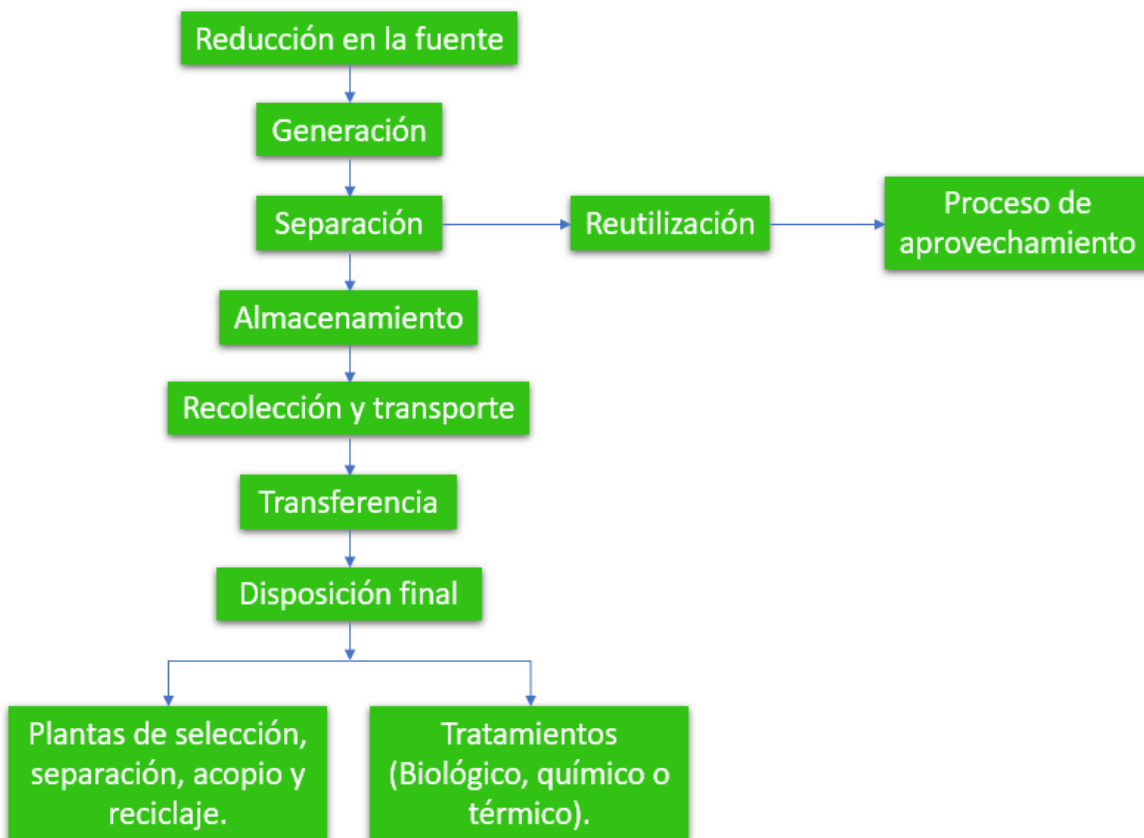 Reducción en la fuente
Generación
Separación
Reutilización
Proceso de
aprovechamiento
Almacenamiento
Recolección y transporte
Transferencia
Disposición final
Plantas de selección,
separación, acopio y
reciclaje.
Tratamientos
(Biológico, químico o
térmico).